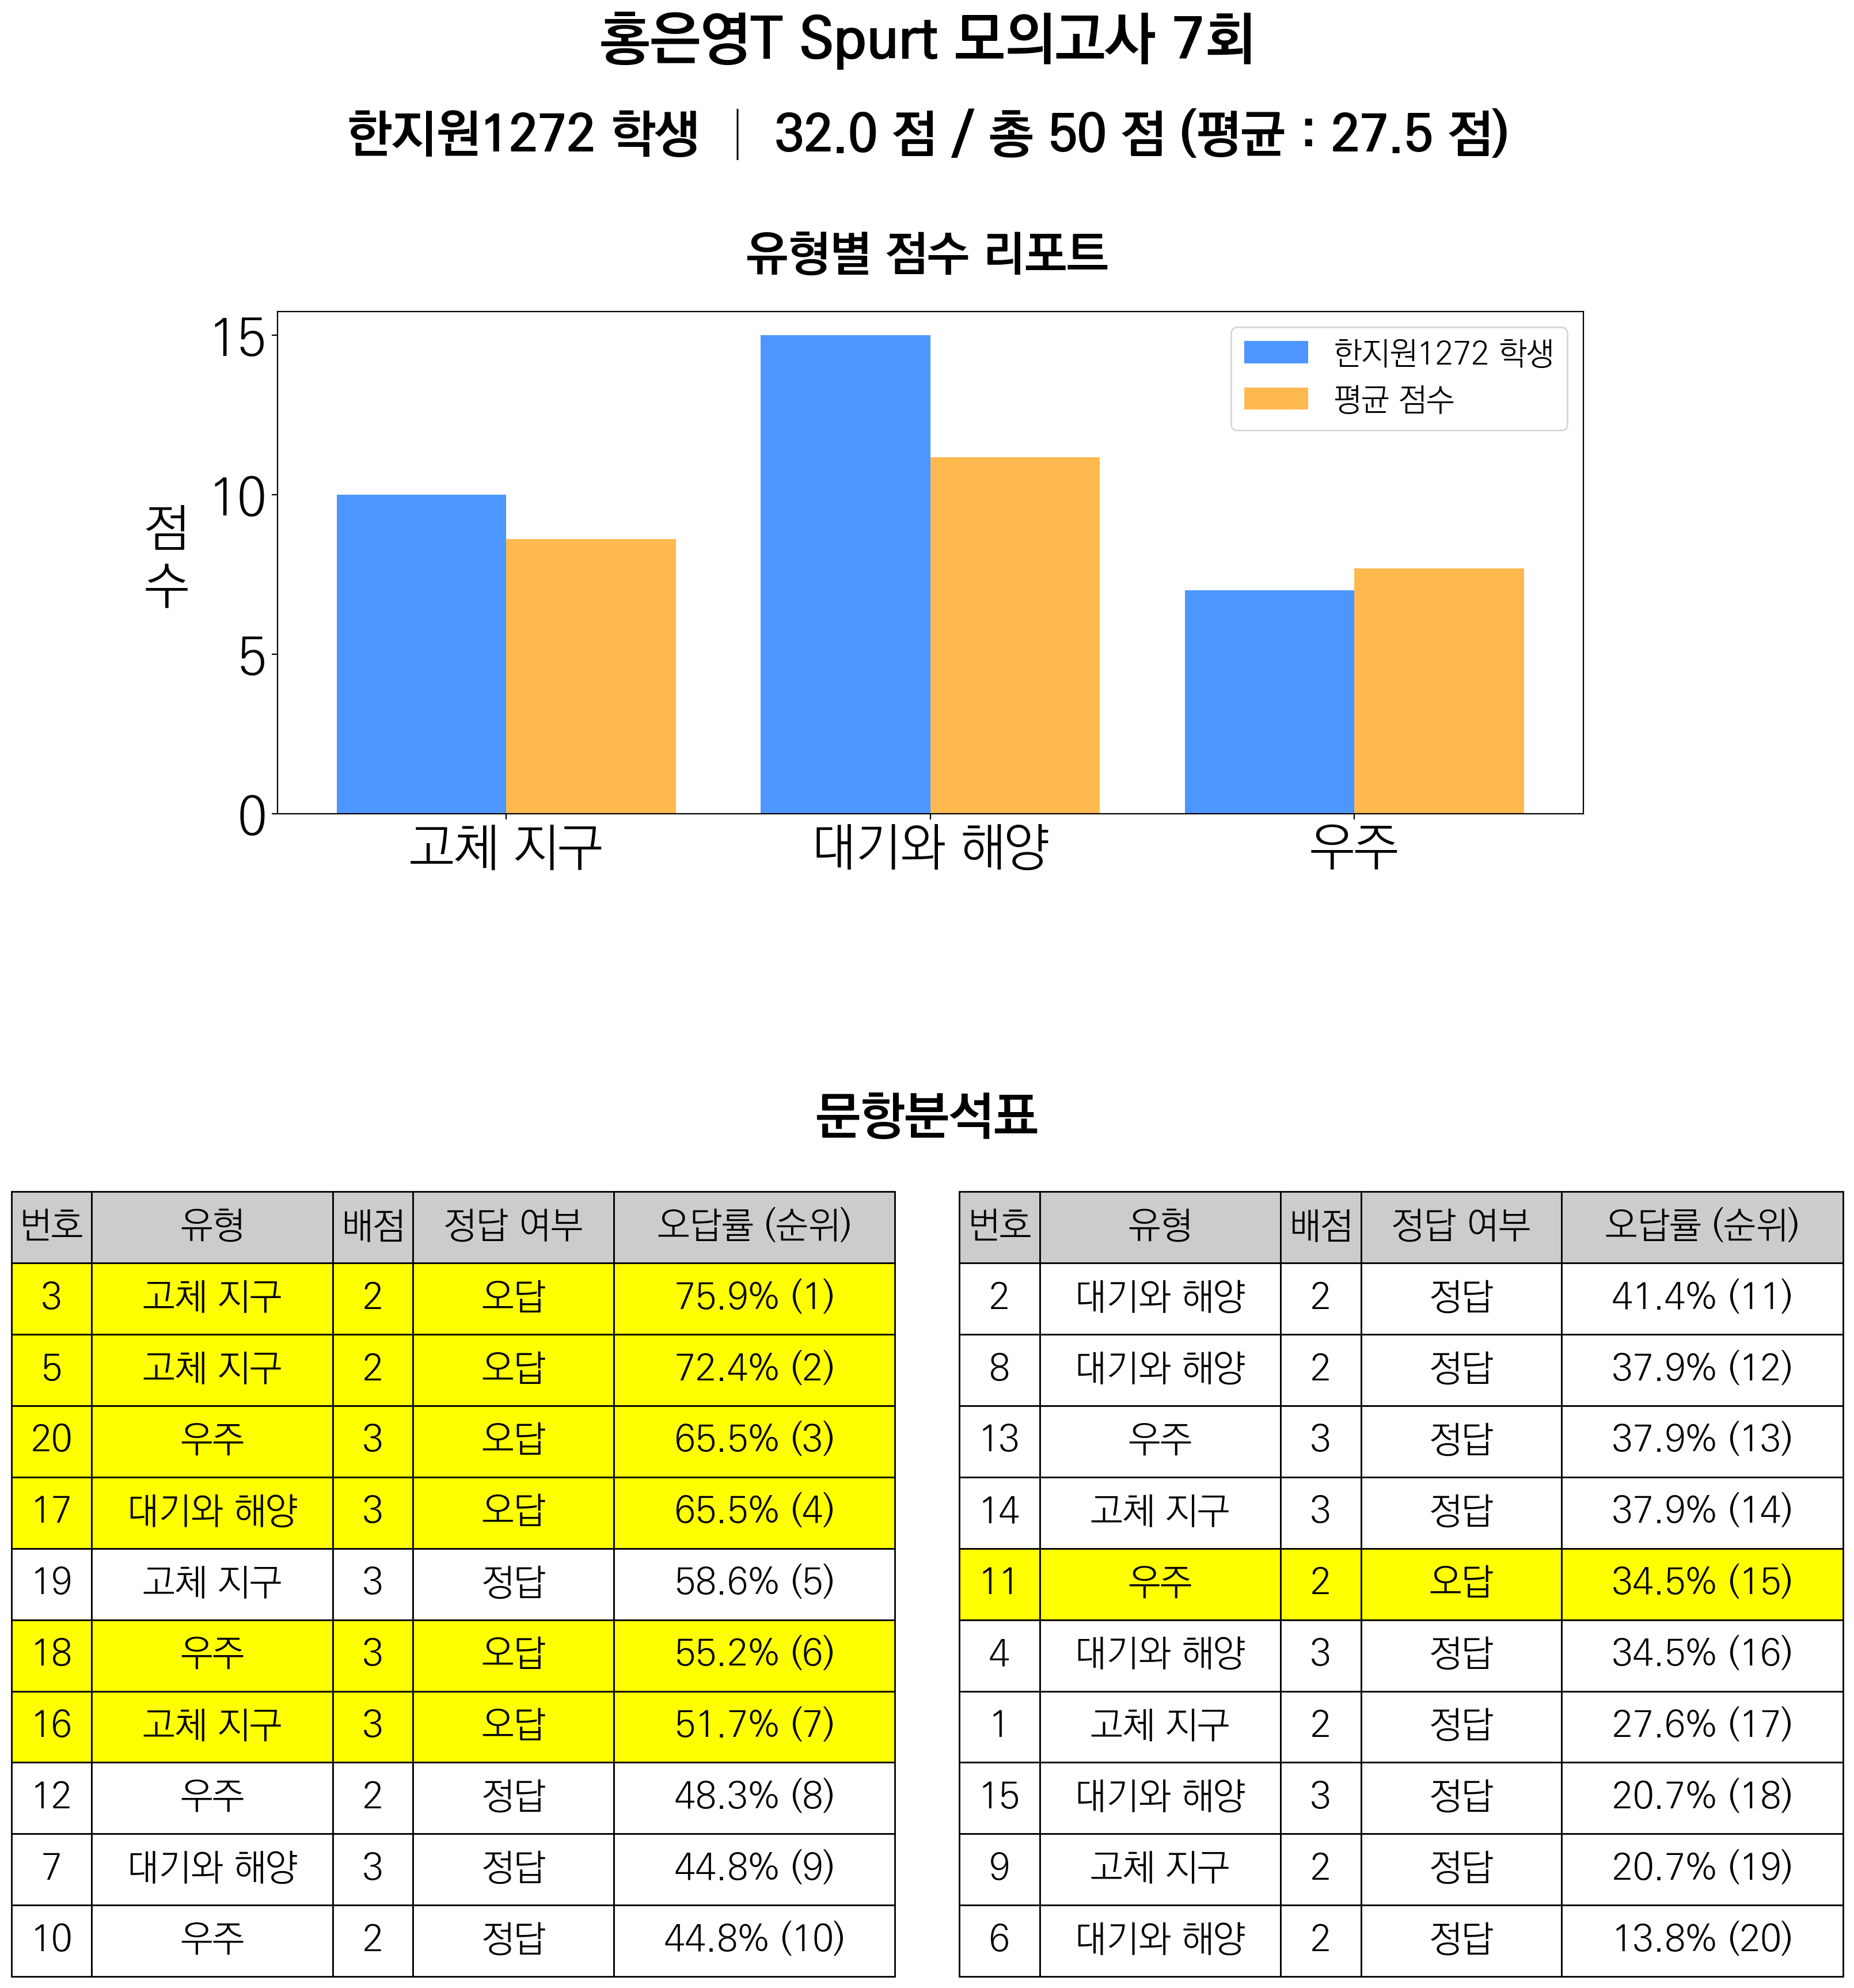 홍은영T Spurt 모의고사 7회
한지원1272 학생 | 32.0 점 / 총 50 점 (평균 : 27.5 점)
유형별 점수 리포트
점수
15
10
5
0
한지원1272 학생
평균 점수
고체 지구 대기와 해양 우주
문항분석표
번호 유형 배점 정답 여부 오답률 (순위)
3 고체 지구 2 오답 75.9% (1)
5 고체 지구 2 오답 72.4% (2)
20 우주 3 오답 65.5% (3)
17 대기와 해양 3 오답 65.5% (4)
19 고체 지구 3 정답 58.6% (5)
18 우주 3 오답 55.2% (6)
16 고체 지구 3 오답 51.7% (7)
12 우주 2 정답 48.3% (8)
7 대기와 해양 3 정답 44.8% (9)
10 우주 2 정답 44.8% (10)
번호 유형 배점 정답 여부 오답률 (순위)
2 대기와 해양 2 정답 41.4% (11)
8 대기와 해양 2 정답 37.9% (12)
13 우주 3 정답 37.9% (13)
14 고체 지구 3 정답 37.9% (14)
11 우주 2 오답 34.5% (15)
4 대기와 해양 3 정답 34.5% (16)
1 고체 지구 2 정답 27.6% (17)
15 대기와 해양 3 정답 20.7% (18)
9 고체 지구 2 정답 20.7% (19)
6 대기와 해양 2 정답 13.8% (20)